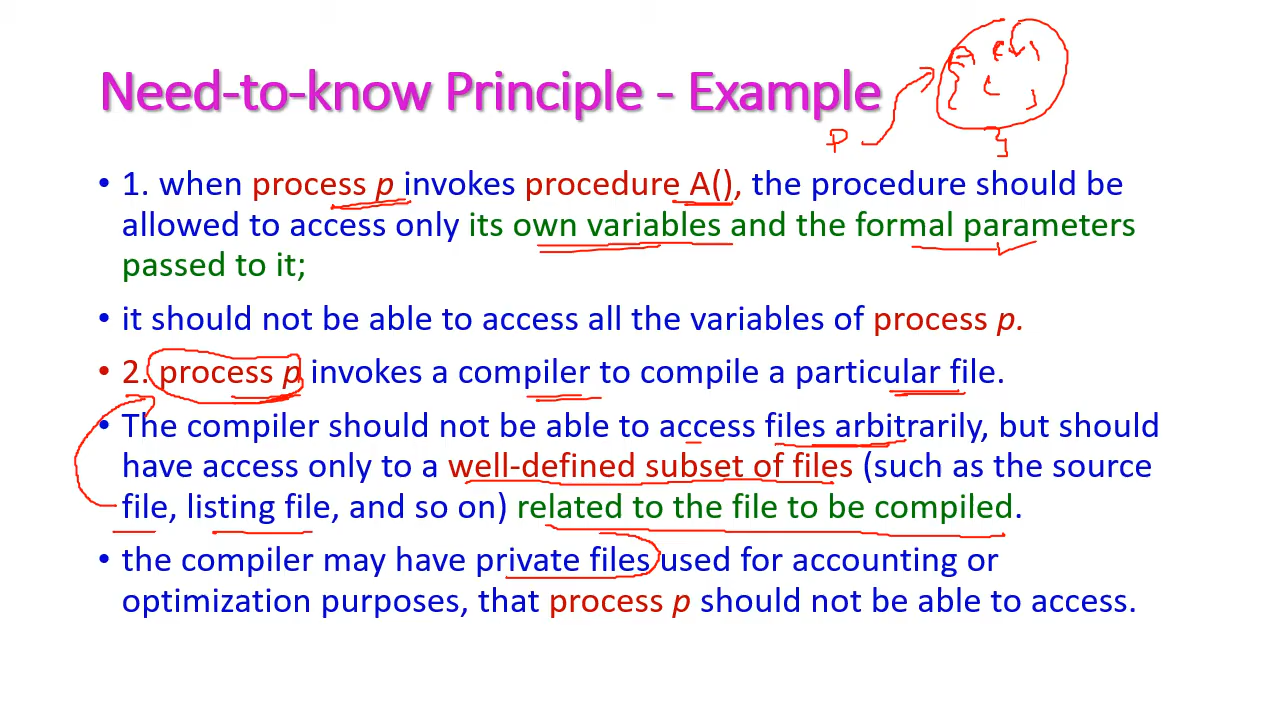 Need-to-know Principle - Example
P
• 1. when process p invokes procedure A(), the procedure should be
allowed to access only its own variables and the formal parameters
passed to it;
• it should not be able to access all the variables of process p.
• 2. process p invokes a compiler to compile a particular file.
• The compiler should not be able to access files arbitrarily, but should
have access only to a well-defined subset of files (such as the source
file, listing file, and so on) related to the file to be compiled.
• the compiler may have private files used for accounting or
optimization purposes, that process p should not be able to access.